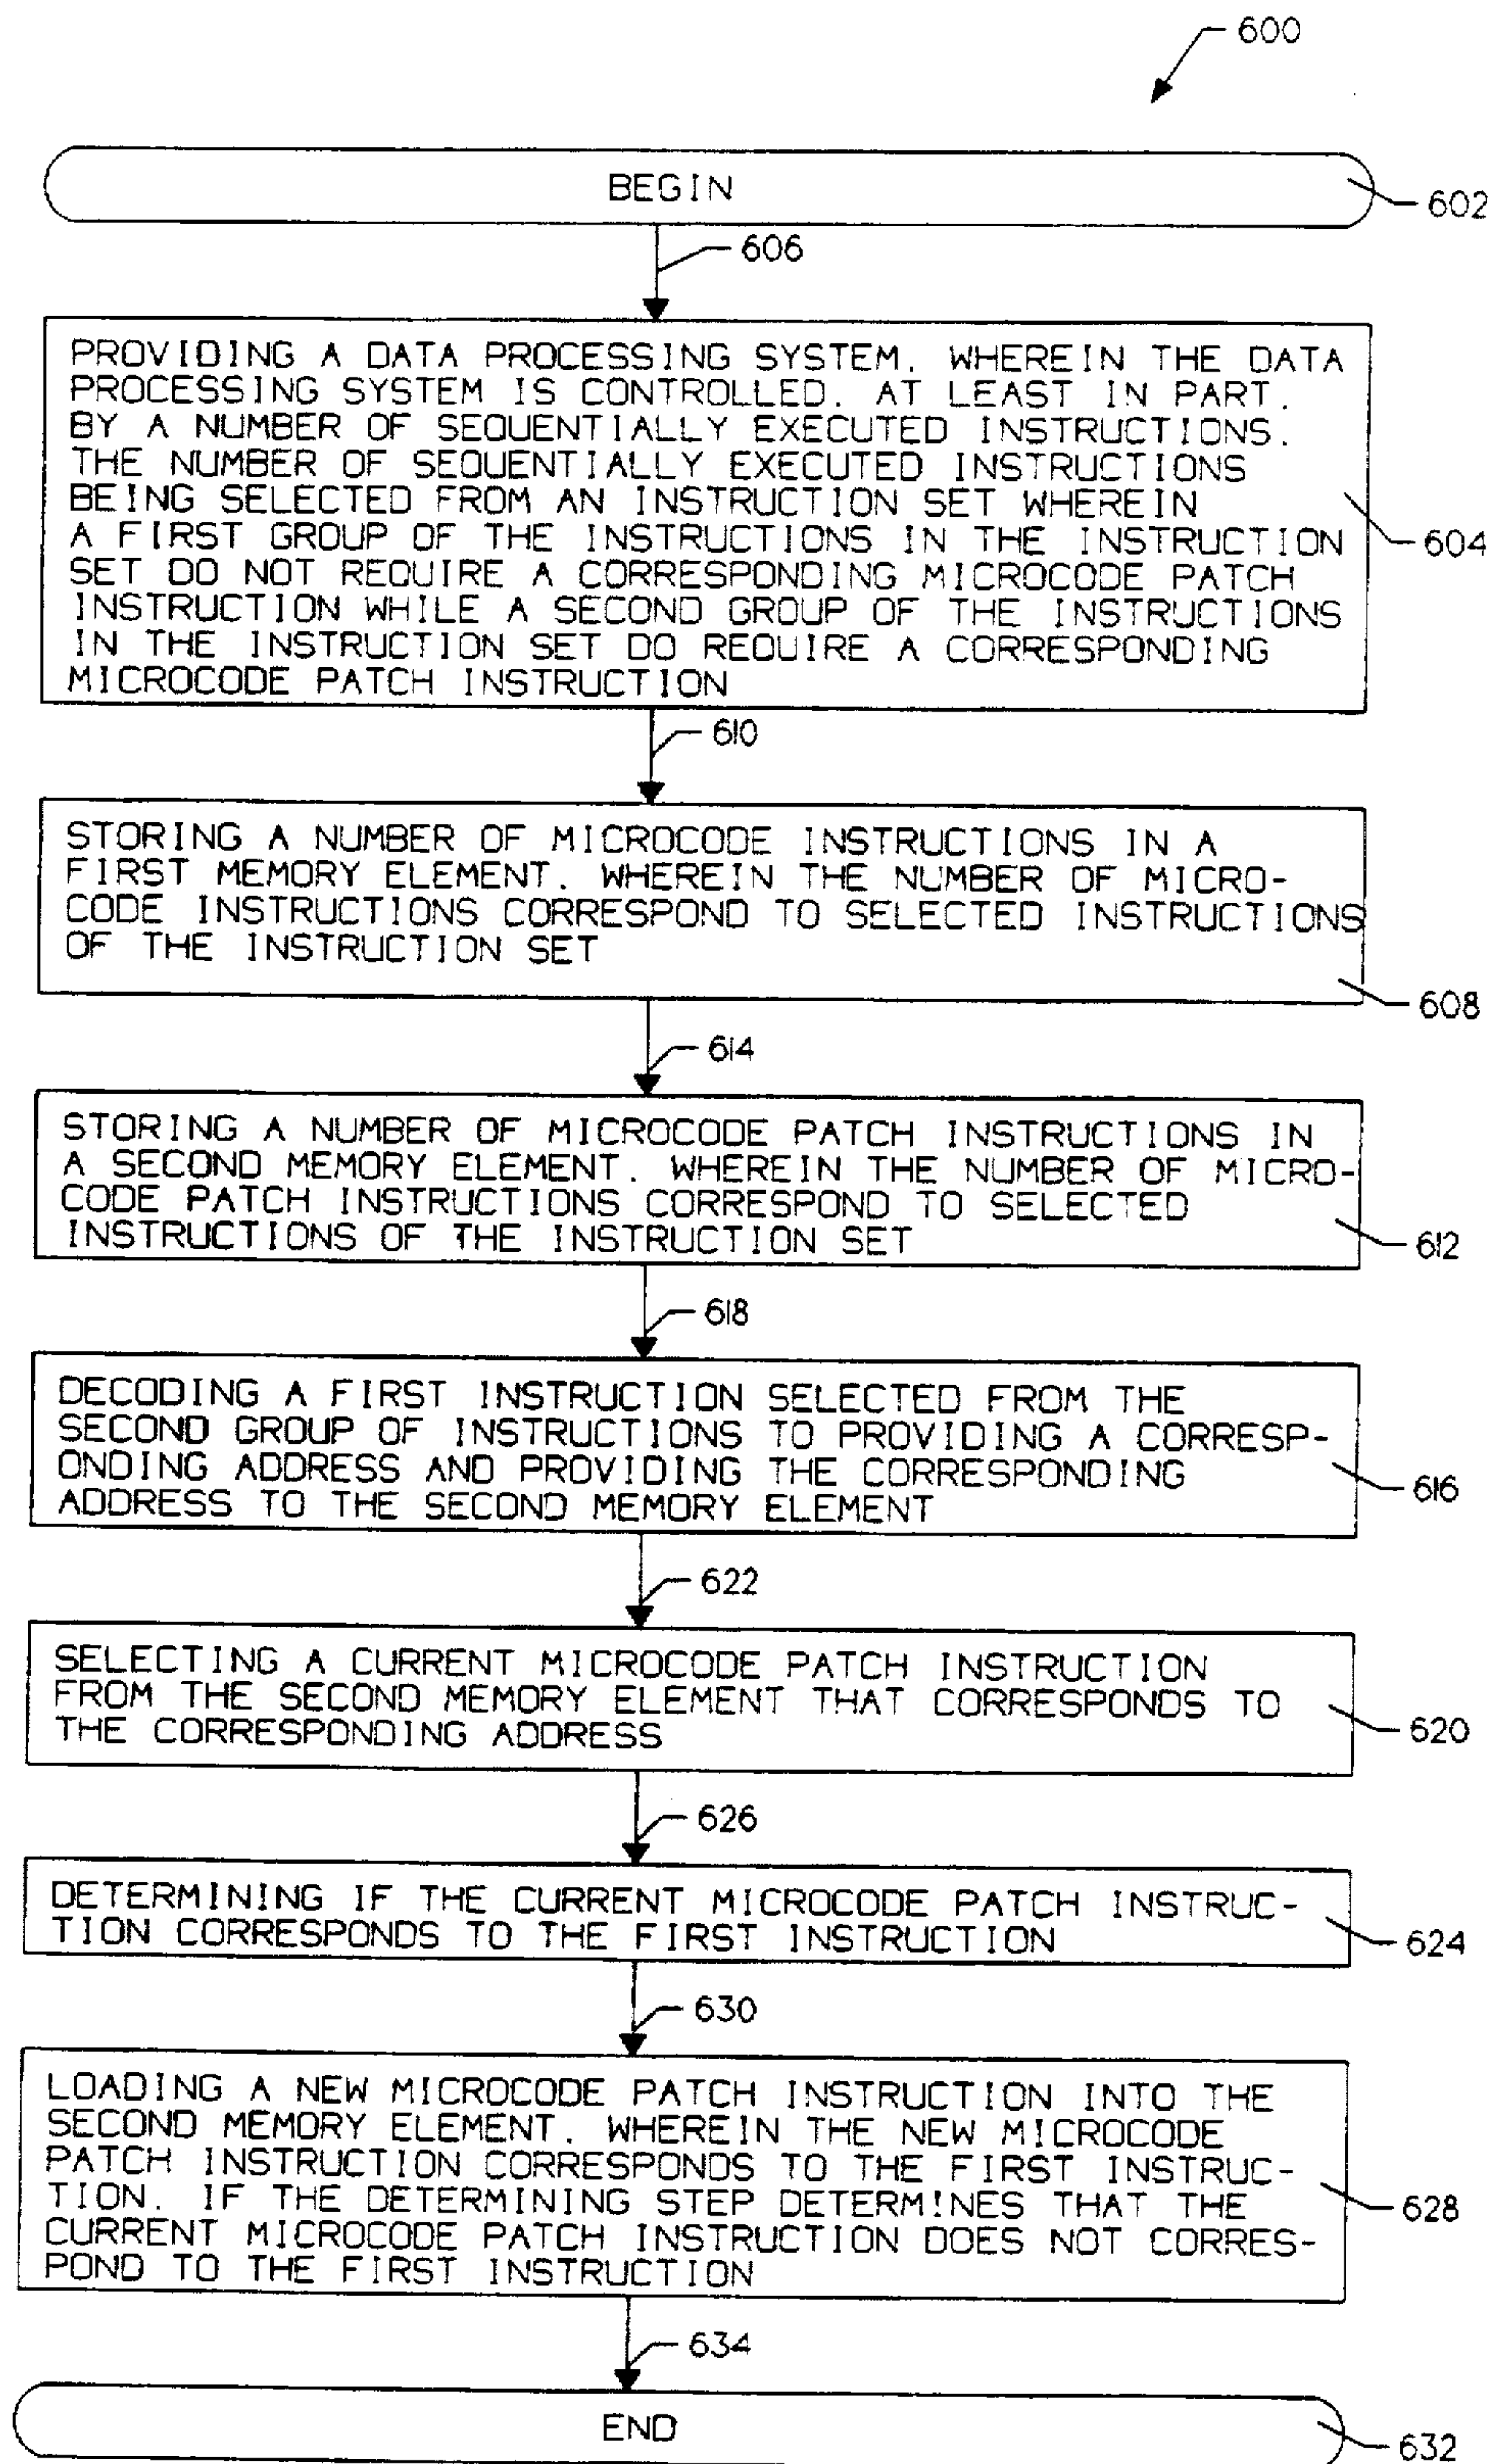 600
BEGIN
602
606
PROVIDING A DATA PROCESSING SYSTEM. WHEREIN THE DATA
PROCESSING SYSTEM IS CONTROLLED. AT LEAST IN PART.
BY A NUMBER OF SEQUENTIALLY EXECUTED INSTRUCTIONS.
THE NUMBER OF SEQUENTIALLY EXECUTED INSTRUCTIONS
BEING SELECTED FROM AN INSTRUCTION SET WHEREIN
A FIRST GROUP OF THE INSTRUCTIONS IN THE INSTRUCTION
SET DO NOT REQUIRE A CORRESPONDING MICROCODE PATCH
INSTRUCTION WHILE A SECOND GROUP OF THE INSTRUCTIONS
IN THE INSTRUCTION SET DO REQUIRE A CORRESPONDING
MICROCODE PATCH INSTRUCTION
604
610
STORING A NUMBER OF MICROCODE INSTRUCTIONS IN A
FIRST MEMORY ELEMENT. WHEREIN THE NUMBER OF MICRO-
CODE INSTRUCTIONS CORRESPOND TO SELECTED INSTRUCTIONS
OF THE INSTRUCTION SET
608
614
STORING A NUMBER OF MICROCODE PATCH INSTRUCTIONS IN
A SECOND MEMORY ELEMENT. WHEREIN THE NUMBER OF MICRO-
CODE PATCH INSTRUCTIONS CORRESPOND TO SELECTED
INSTRUCTIONS OF THE INSTRUCTION SET
612
618
DECODING A FIRST INSTRUCTION SELECTED FROM THE
SECOND GROUP OF INSTRUCTIONS TO PROVIDING A CORRESP-
ONDING ADDRESS AND PROVIDING THE CORRESPONDING
ADDRESS TO THE SECOND MEMORY ELEMENT
616
622
SELECTING A CURRENT MICROCODE PATCH INSTRUCTION
FROM THE SECOND MEMORY ELEMENT THAT CORRESPONDS TO
THE CORRESPONDING ADDRESS
620
626
DETERMINING IF THE CURRENT MICROCODE PATCH INSTRUC-
TION CORRESPONDS TO THE FIRST INSTRUCTION
624
630
LOADING A NEW MICROCODE PATCH INSTRUCTION INTO THE
SECOND MEMORY ELEMENT. WHEREIN THE NEW MICROCODE
PATCH INSTRUCTION CORRESPONDS TO THE FIRST INSTRUC-
TION. IF THE DETERMINING STEP DETERMINES THAT THE
CURRENT MICROCODE PATCH INSTRUCTION DOES NOT CORRES-
POND TO THE FIRST INSTRUCTION
628
634
END
632